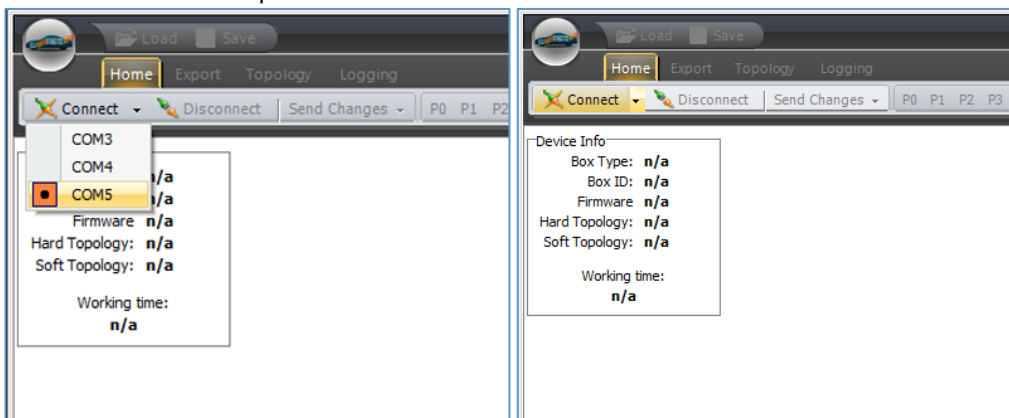 Load Save
Home Export Topology Logging
Connect Disconnect Send Changes P0 P1 P2
COM3
COM4
n/a
COM5
n/a
Firmware n/a
Hard Topology: n/a
Soft Topology: n/a
Working time:
n/a
Load Save
Home Export Topology Logging
Connect Disconnect Send Changes P0 P1 P2 P3
Device Info
Box Type: n/a
Box ID: n/a
Firmware n/a
Hard Topology: n/a
Soft Topology: n/a
Working time:
n/a